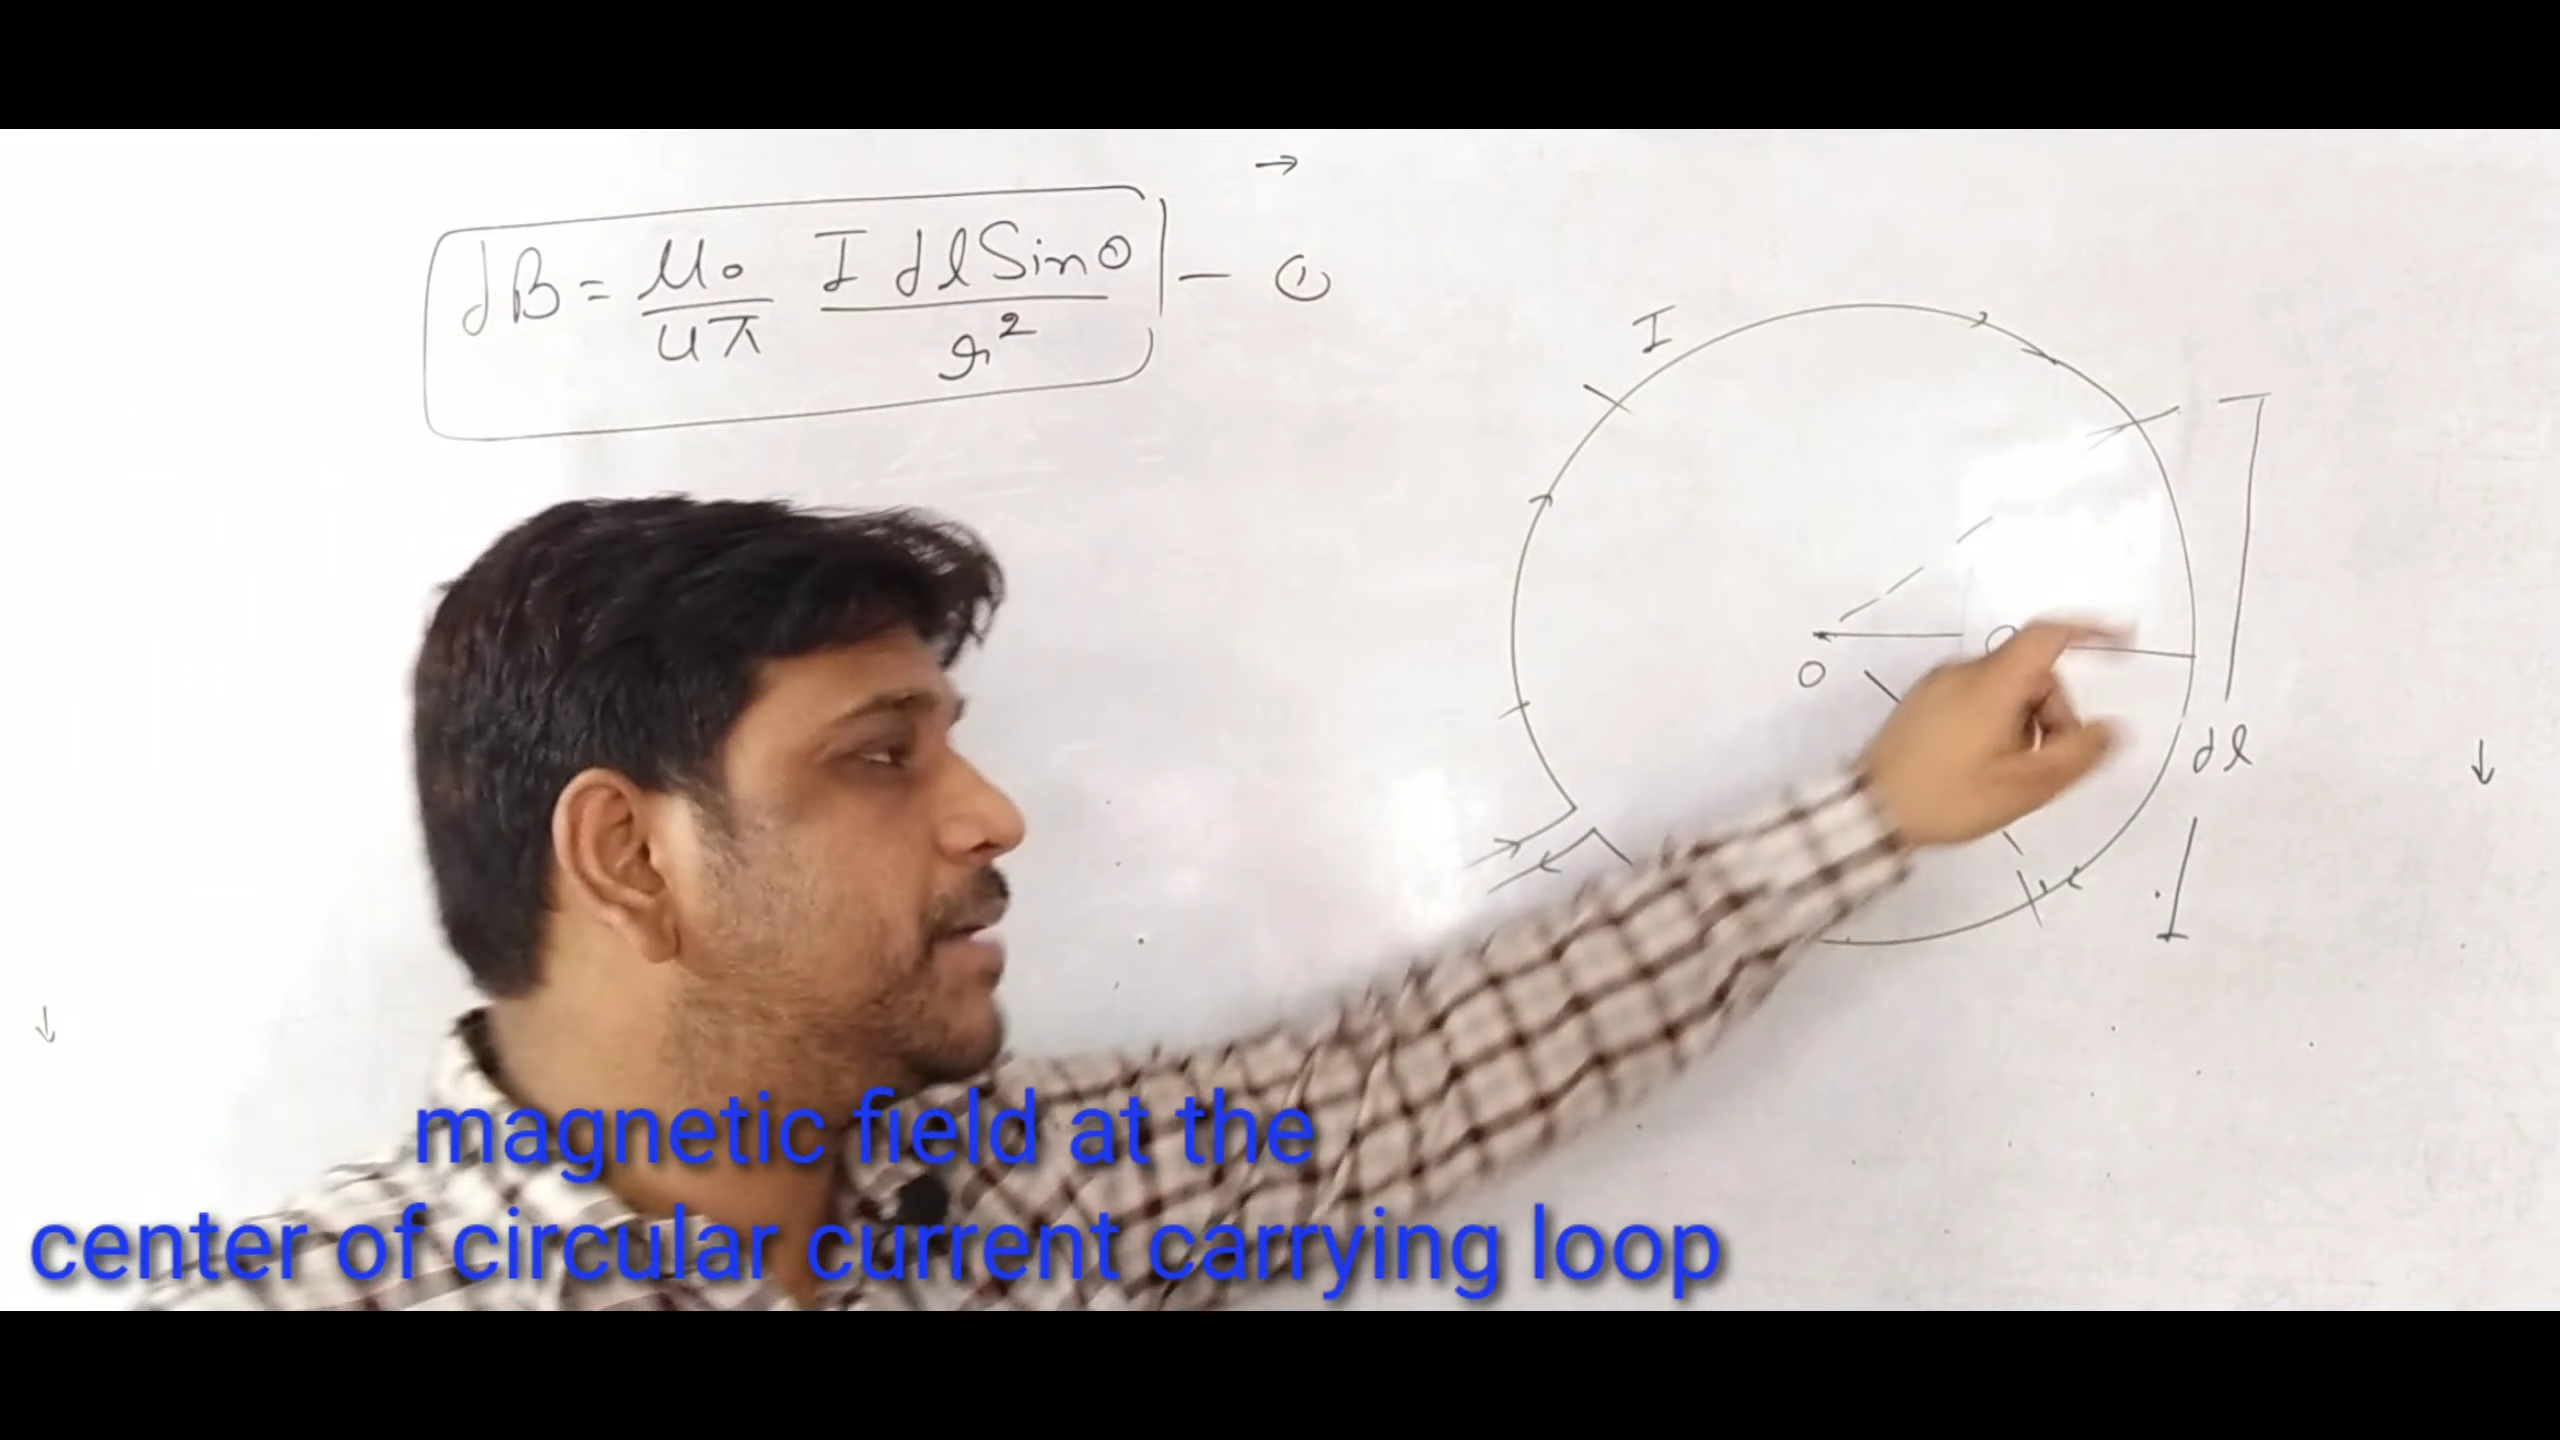 dB = μ₀/4π I dl Sinθ/r² — ①
I
O
dl
magnetic field at the
center of circular current carrying loop